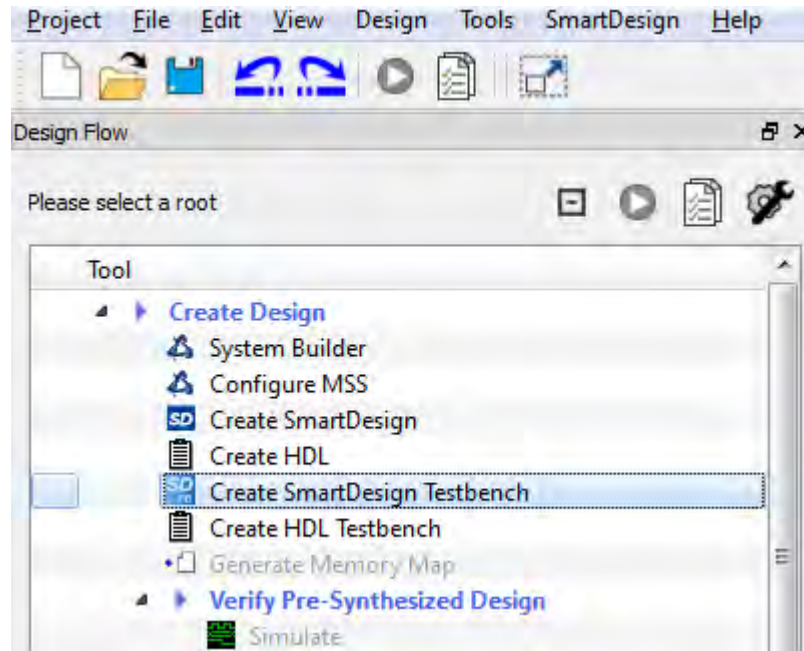 Project File Edit View Design Tools SmartDesign Help
Design Flow
Please select a root
Tool
Create Design
System Builder
Configure MSS
SD Create SmartDesign
Create HDL
SD Create SmartDesign Testbench
Create HDL Testbench
Generate Memory Map
Verify Pre-Synthesized Design
Simulate